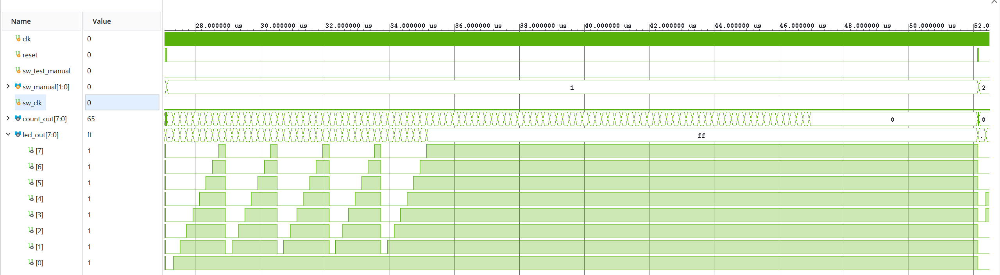 Name Value
28.000000 us 30.000000 us 32.000000 us 34.000000 us 36.000000 us 38.000000 us 40.000000 us 42.000000 us 44.000000 us 46.000000 us 48.000000 us 50.000000 us 52.0
clk 0
reset 0
sw_test_manual 0
sw_manual[1:0] 0 1 2
sw_clk 0
count_out[7:0] 65 0 0
led_out[7:0] ff . ff .
[7] 1
[6] 1
[5] 1
[4] 1
[3] 1
[2] 1
[1] 1
[0] 1